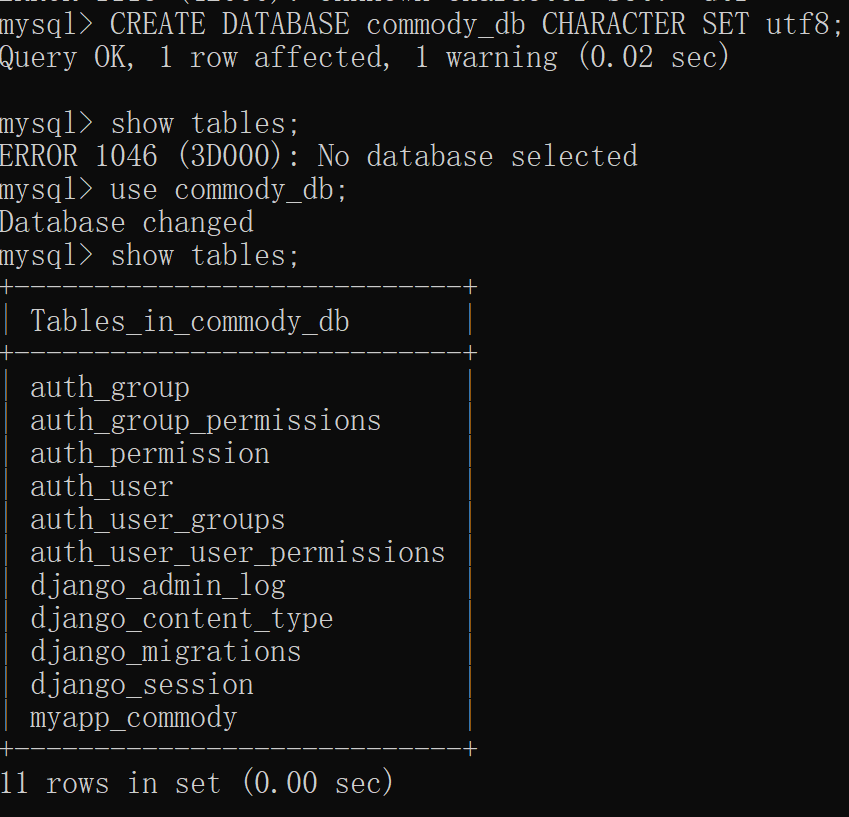 mysql> CREATE DATABASE commody_db CHARACTER SET utf8;
Query OK, 1 row affected, 1 warning (0.02 sec)
mysql> show tables;
ERROR 1046 (3D000): No database selected
mysql> use commody_db;
Database changed
mysql> show tables;
+----------------------------+
| Tables_in_commody_db       |
+----------------------------+
| auth_group                 |
| auth_group_permissions     |
| auth_permission            |
| auth_user                  |
| auth_user_groups           |
| auth_user_user_permissions |
| django_admin_log           |
| django_content_type        |
| django_migrations          |
| django_session             |
| myapp_commody              |
+----------------------------+
11 rows in set (0.00 sec)